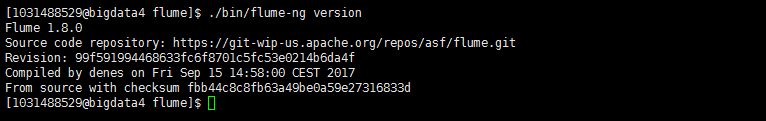 [1031488529@bigdata4 flume]$ ./bin/flume-ng version
Flume 1.8.0
Source code repository: https://git-wip-us.apache.org/repos/asf/flume.git
Revision: 99f591994468633fc6f8701c5fc53e0214b6da4f
Compiled by denes on Fri Sep 15 14:58:00 CEST 2017
From source with checksum fbb44c8c8fb63a49be0a59e27316833d
[1031488529@bigdata4 flume]$